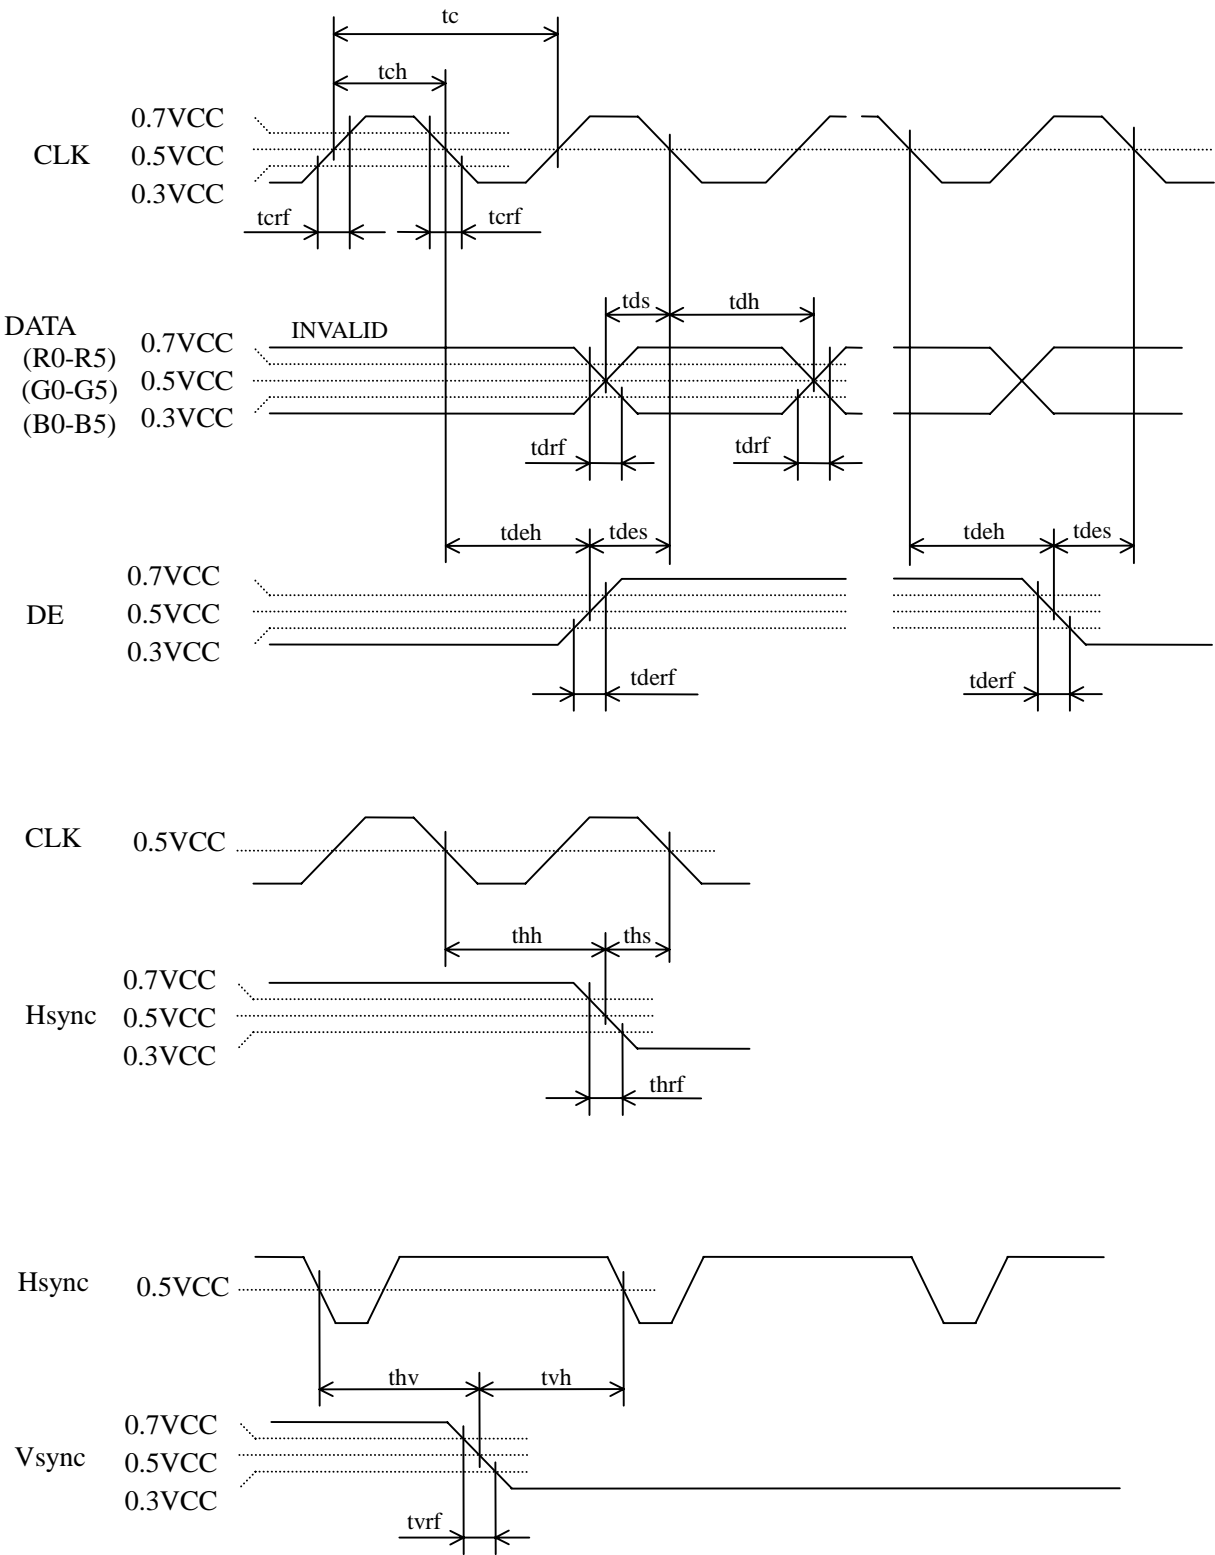 tc
tch
0.7VCC
CLK
0.5VCC
0.3VCC
tcrf
tcrf
tds
tdh
DATA
INVALID
(R0-R5)
0.7VCC
(G0-G5)
0.5VCC
(B0-B5)
0.3VCC
tdrf
tdrf
tdeh
tdes
tdeh
tdes
0.7VCC
DE
0.5VCC
0.3VCC
tderf
tderf
CLK
0.5VCC
thh
ths
0.7VCC
Hsync
0.5VCC
0.3VCC
thrf
Hsync
0.5VCC
thv
tvh
0.7VCC
Vsync
0.5VCC
0.3VCC
tvrf